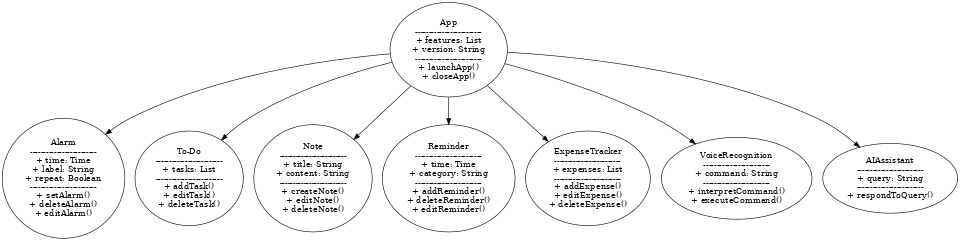 App
------------------------
+ features: List
+ version: String
------------------------
+ launchApp()
+ closeApp()
Alarm
------------------------
+ time: Time
+ label: String
+ repeat: Boolean
------------------------
+ setAlarm()
+ deleteAlarm()
+ editAlarm()
To-Do
------------------------
+ tasks: List
------------------------
+ addTask()
+ editTask()
+ deleteTask()
Note
------------------------
+ title: String
+ content: String
------------------------
+ createNote()
+ editNote()
+ deleteNote()
Reminder
------------------------
+ time: Time
+ category: String
------------------------
+ addReminder()
+ deleteReminder()
+ editReminder()
ExpenseTracker
------------------------
+ expenses: List
------------------------
+ addExpense()
+ editExpense()
+ deleteExpense()
VoiceRecognition
------------------------
+ command: String
------------------------
+ interpretCommand()
+ executeCommand()
AIAssistant
------------------------
+ query: String
------------------------
+ respondToQuery()